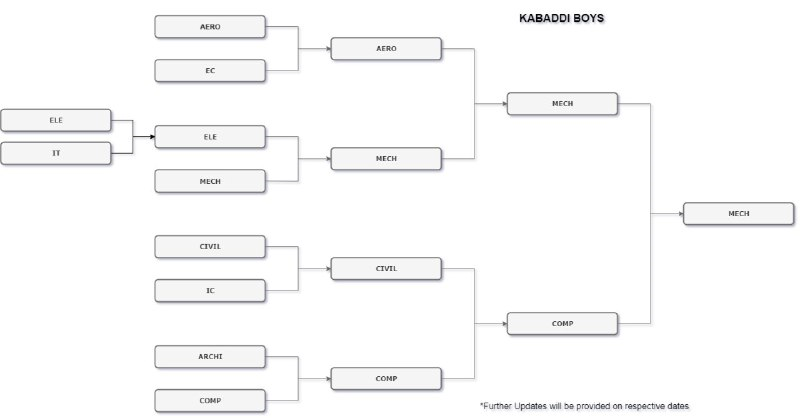 KABADDI BOYS
AERO
EC
AERO
ELE
IT
ELE
MECH
MECH
MECH
CIVIL
IC
CIVIL
ARCHI
COMP
COMP
COMP
MECH
*Further Updates will be provided on respective dates.